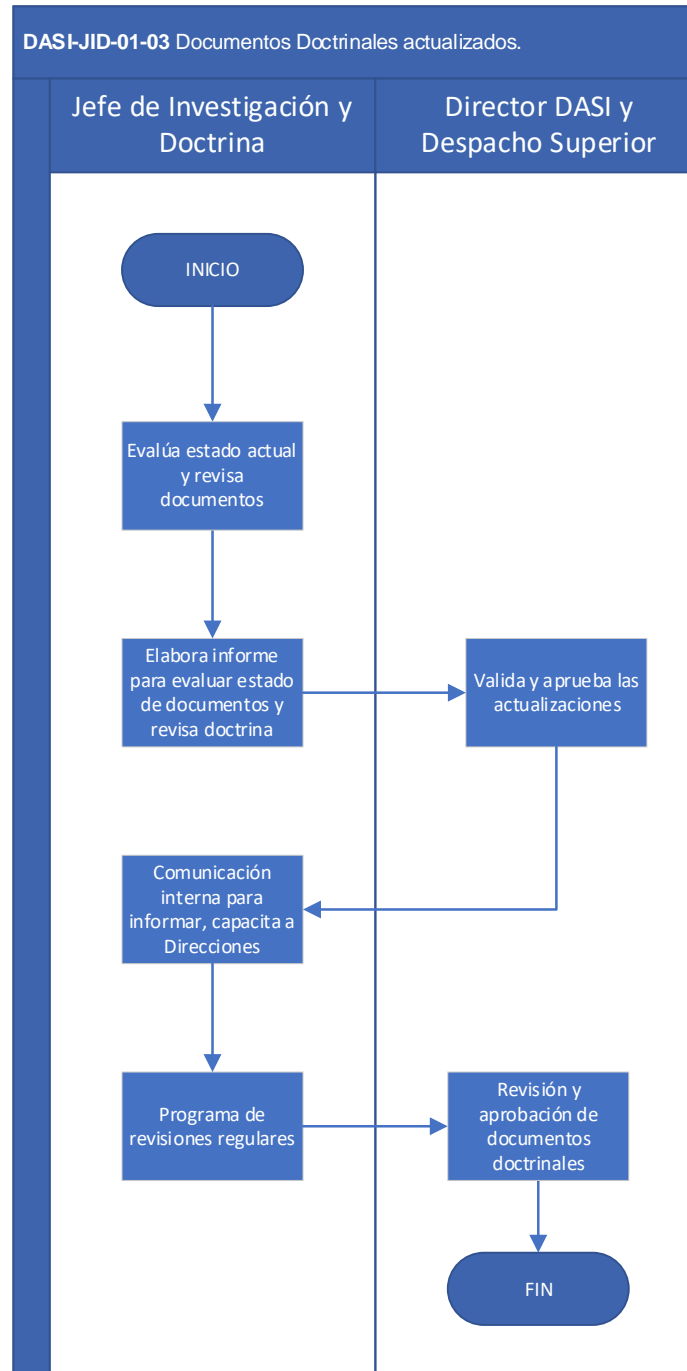 DASI-JID-01-03 Documentos Doctrinales actualizados.
Jefe de Investigación y
Doctrina
Director DASI y
Despacho Superior
INICIO
Evalúa estado actual
y revisa
documentos
Elabora informe
para evaluar estado
de documentos y
revisa doctrina
Valida y aprueba las
actualizaciones
Comunicación
interna para
informar, capacita a
Direcciones
Programa de
revisiones regulares
Revisión y
aprobación de
documentos
doctrinales
FIN